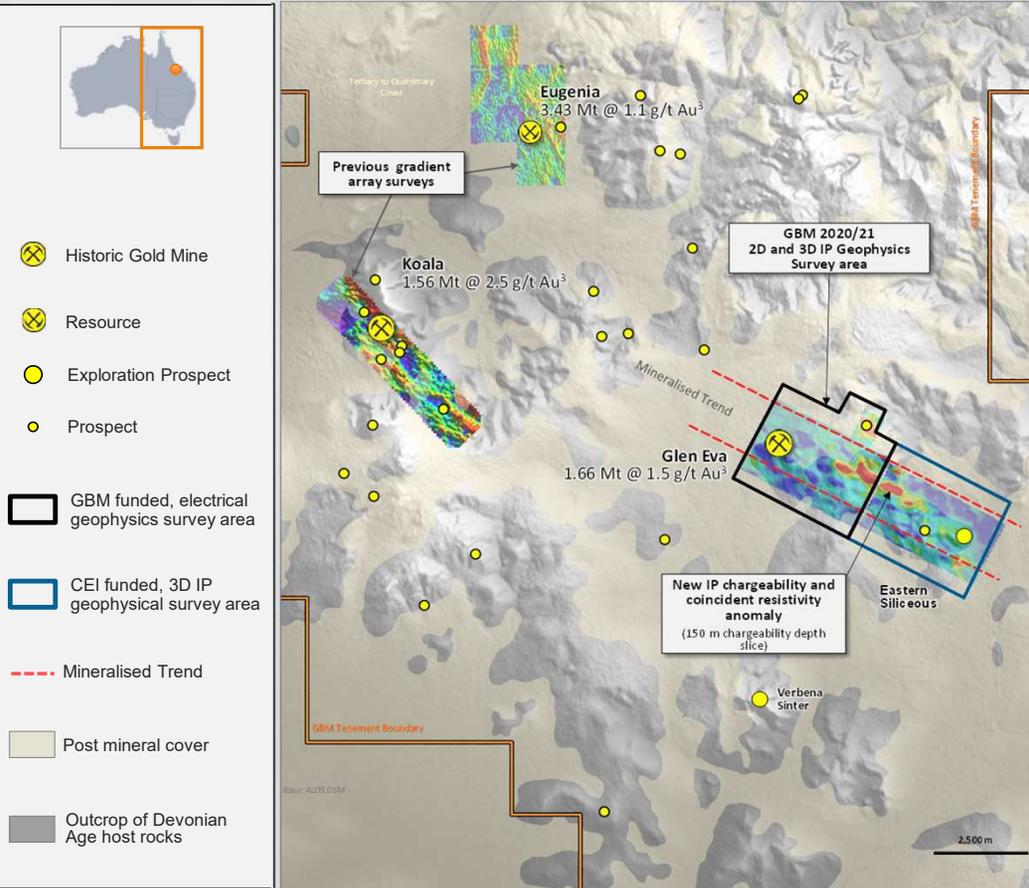 Historic Gold Mine
Resource
Exploration Prospect
Prospect
GBM funded, electrical
geophysics survey area
CEI funded, 3D IP
geophysical survey area
Mineralised Trend
Post mineral cover
Outcrop of Devonian
Age host rocks
Tertiary to Quaternary
Cover
Eugenia
3.43 Mt @ 1.1 g/t Au³
Previous gradient
array surveys
GBM Tenement Boundary
GBM 2020/21
2D and 3D IP Geophysics
Survey area
Koala
1.56 Mt @ 2.5 g/t Au³
Mineralised Trend
Glen Eva
1.66 Mt @ 1.5 g/t Au³
New IP chargeability and
coincident resistivity
anomaly
(150 m chargeability depth
slice)
Eastern
Siliceous
Verbena
Sinter
GBM Tenement Boundary
Base: ALOS DSM
2,500 m